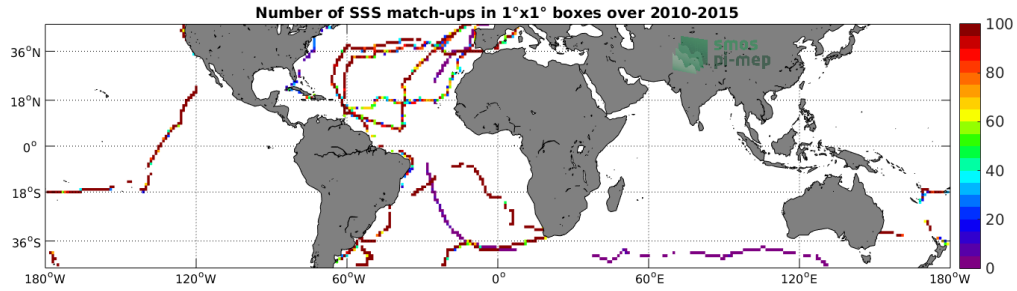 Number of SSS match-ups in 1°x1° boxes over 2010-2015
smos
pi-mep
36°N
18°N
0°
18°S
36°S
180°W
120°W
60°W
0°
60°E
120°E
180°W
100
80
60
40
20
0